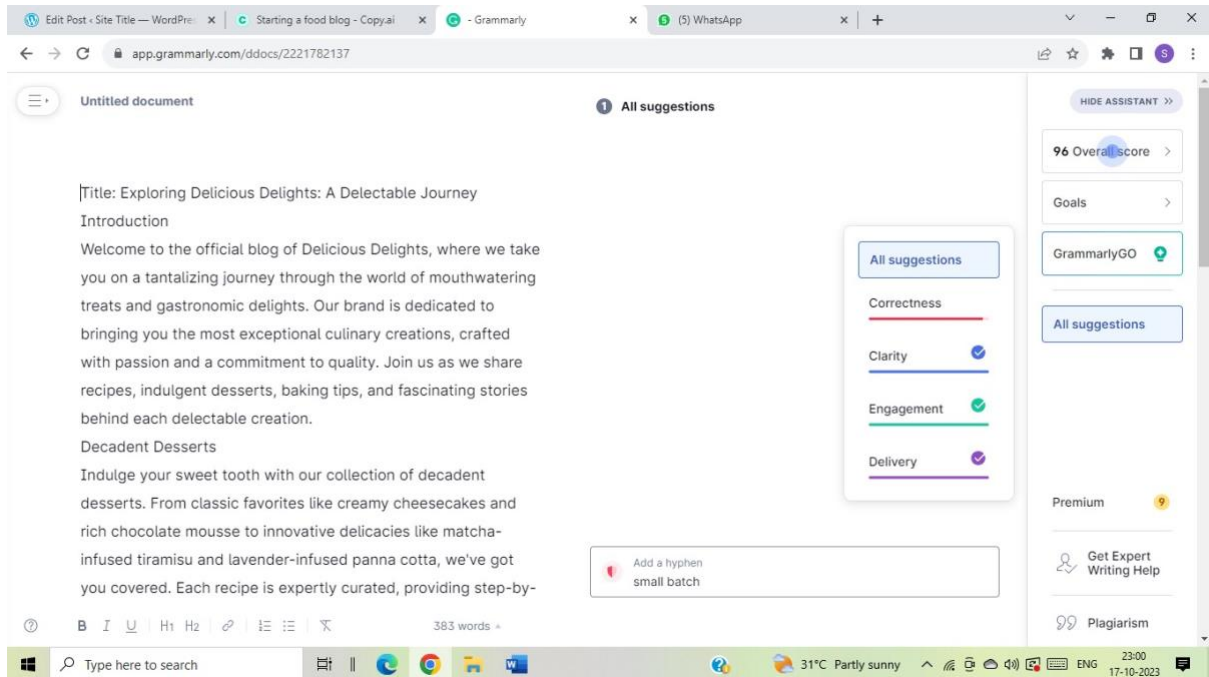 Edit Post ‹ Site Title — WordPre
Starting a food blog - Copy.ai
- Grammarly
(5) WhatsApp
app.grammarly.com/ddocs/2221782137
S
Untitled document
1 All suggestions
HIDE ASSISTANT
96 Overall score
Goals
GrammarlyGO
All suggestions
Title: Exploring Delicious Delights: A Delectable Journey
Introduction
Welcome to the official blog of Delicious Delights, where we take
you on a tantalizing journey through the world of mouthwatering
treats and gastronomic delights. Our brand is dedicated to
bringing you the most exceptional culinary creations, crafted
with passion and a commitment to quality. Join us as we share
recipes, indulgent desserts, baking tips, and fascinating stories
behind each delectable creation.
Decadent Desserts
Indulge your sweet tooth with our collection of decadent
desserts. From classic favorites like creamy cheesecakes and
rich chocolate mousse to innovative delicacies like matcha-
infused tiramisu and lavender-infused panna cotta, we've got
you covered. Each recipe is expertly curated, providing step-by-
All suggestions
Correctness
Clarity
Engagement
Delivery
Add a hyphen
small batch
Premium 9
Get Expert
Writing Help
Plagiarism
B I U H1 H2
383 words
Type here to search
31°C Partly sunny
ENG
23:00
17-10-2023